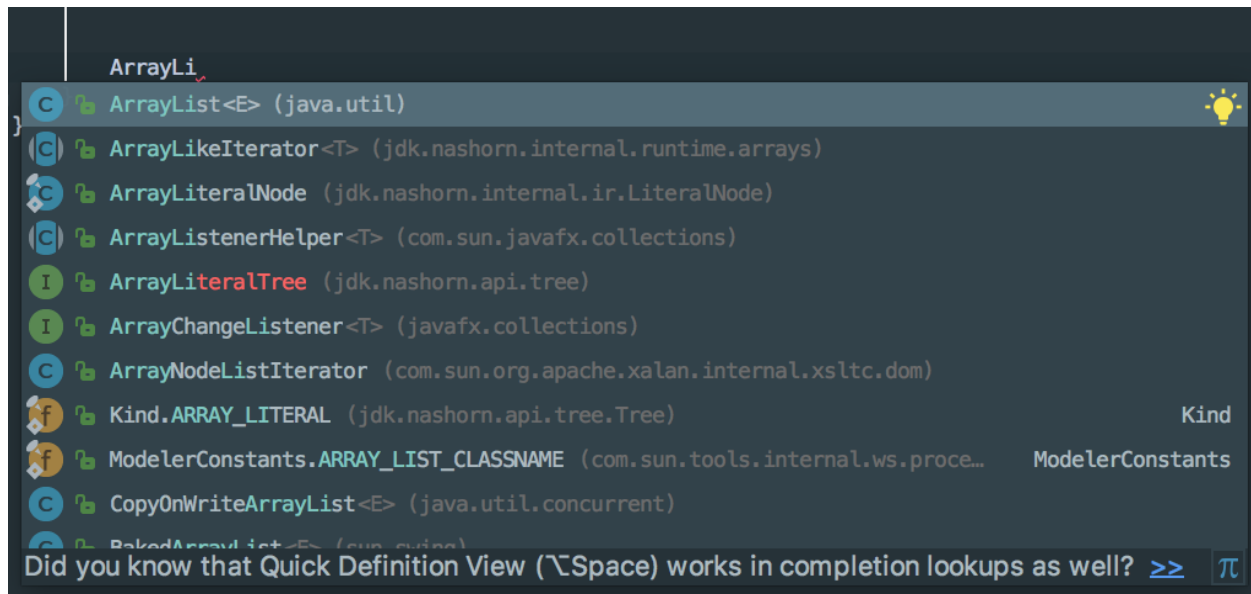 ArrayLi
}
C ArrayList<E> (java.util)
C ArrayLikeIterator<T> (jdk.nashorn.internal.runtime.arrays)
C ArrayLiteralNode (jdk.nashorn.internal.ir.LiteralNode)
C ArrayListenerHelper<T> (com.sun.javafx.collections)
I ArrayLiteralTree (jdk.nashorn.api.tree)
I ArrayChangeListener<T> (javafx.collections)
C ArrayNodeListIterator (com.sun.org.apache.xalan.internal.xsltc.dom)
f Kind.ARRAY_LITERAL (jdk.nashorn.api.tree.Tree) Kind
f ModelerConstants.ARRAY_LIST_CLASSNAME (com.sun.tools.internal.ws.proce… ModelerConstants
C CopyOnWriteArrayList<E> (java.util.concurrent)
C BakedArrayList<E> (sun.swing)
Did you know that Quick Definition View (⌥Space) works in completion lookups as well? >> π